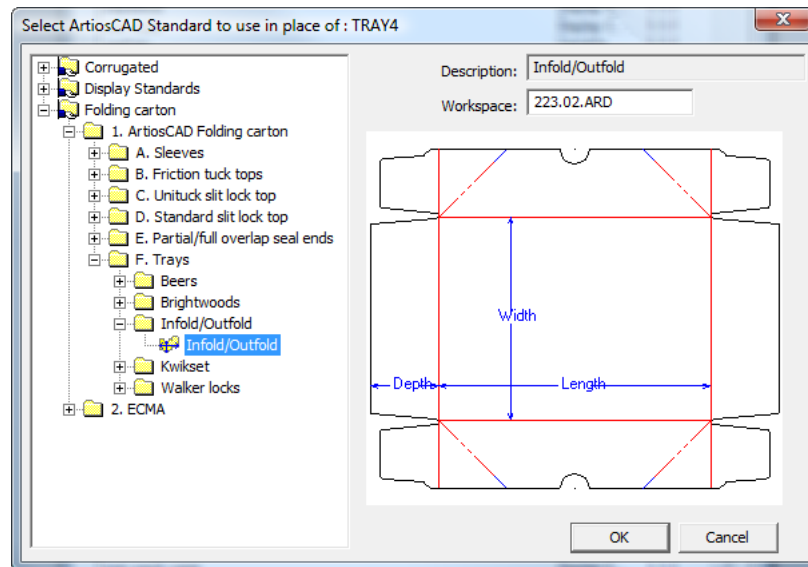 Select ArtiosCAD Standard to use in place of : TRAY4
Corrugated
Display Standards
Folding carton
1. ArtiosCAD Folding carton
A. Sleeves
B. Friction tuck tops
C. Unituck slit lock top
D. Standard slit lock top
E. Partial/full overlap seal ends
F. Trays
Beers
Brightwoods
Infold/Outfold
Infold/Outfold
Kwikset
Walker locks
2. ECMA
Description: Infold/Outfold
Workspace: 223.02.ARD
Width
Depth
Length
OK
Cancel